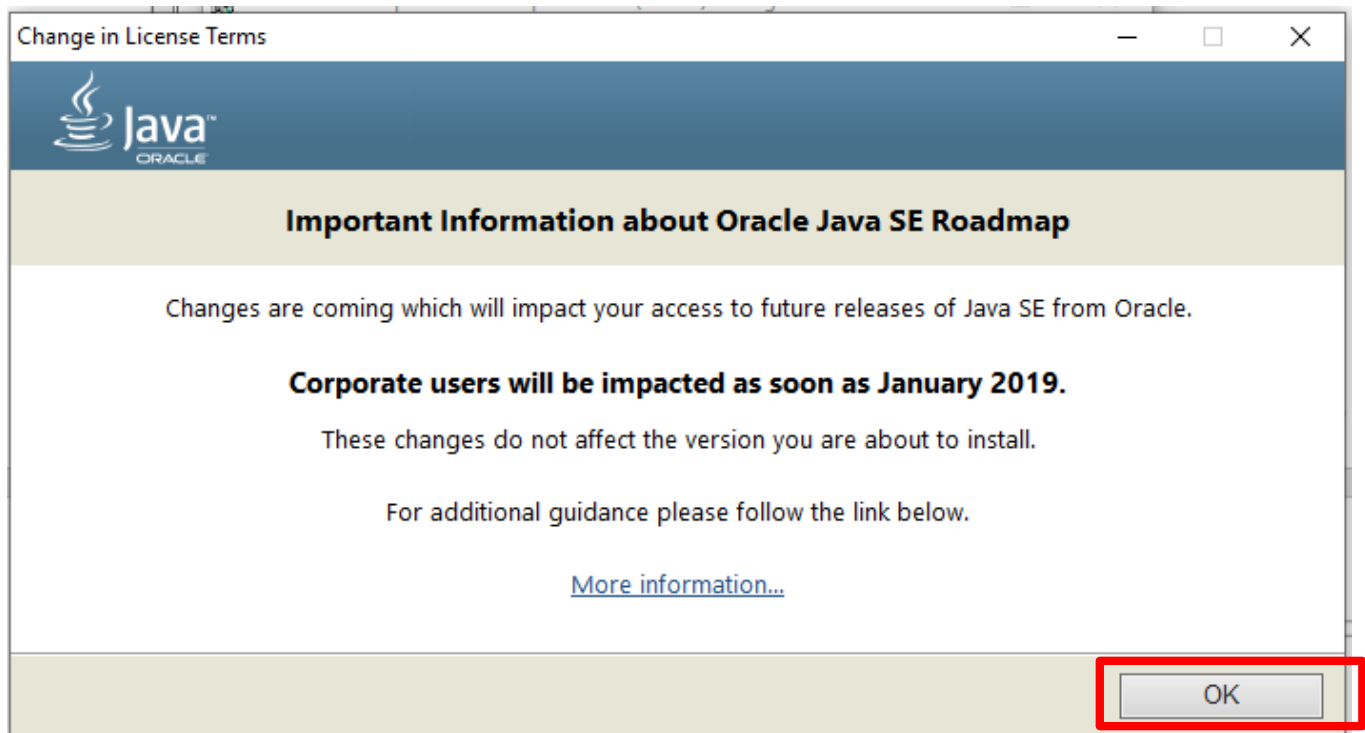 Change in License Terms
Java™
ORACLE
Important Information about Oracle Java SE Roadmap
Changes are coming which will impact your access to future releases of Java SE from Oracle.
Corporate users will be impacted as soon as January 2019.
These changes do not affect the version you are about to install.
For additional guidance please follow the link below.
More information...
OK